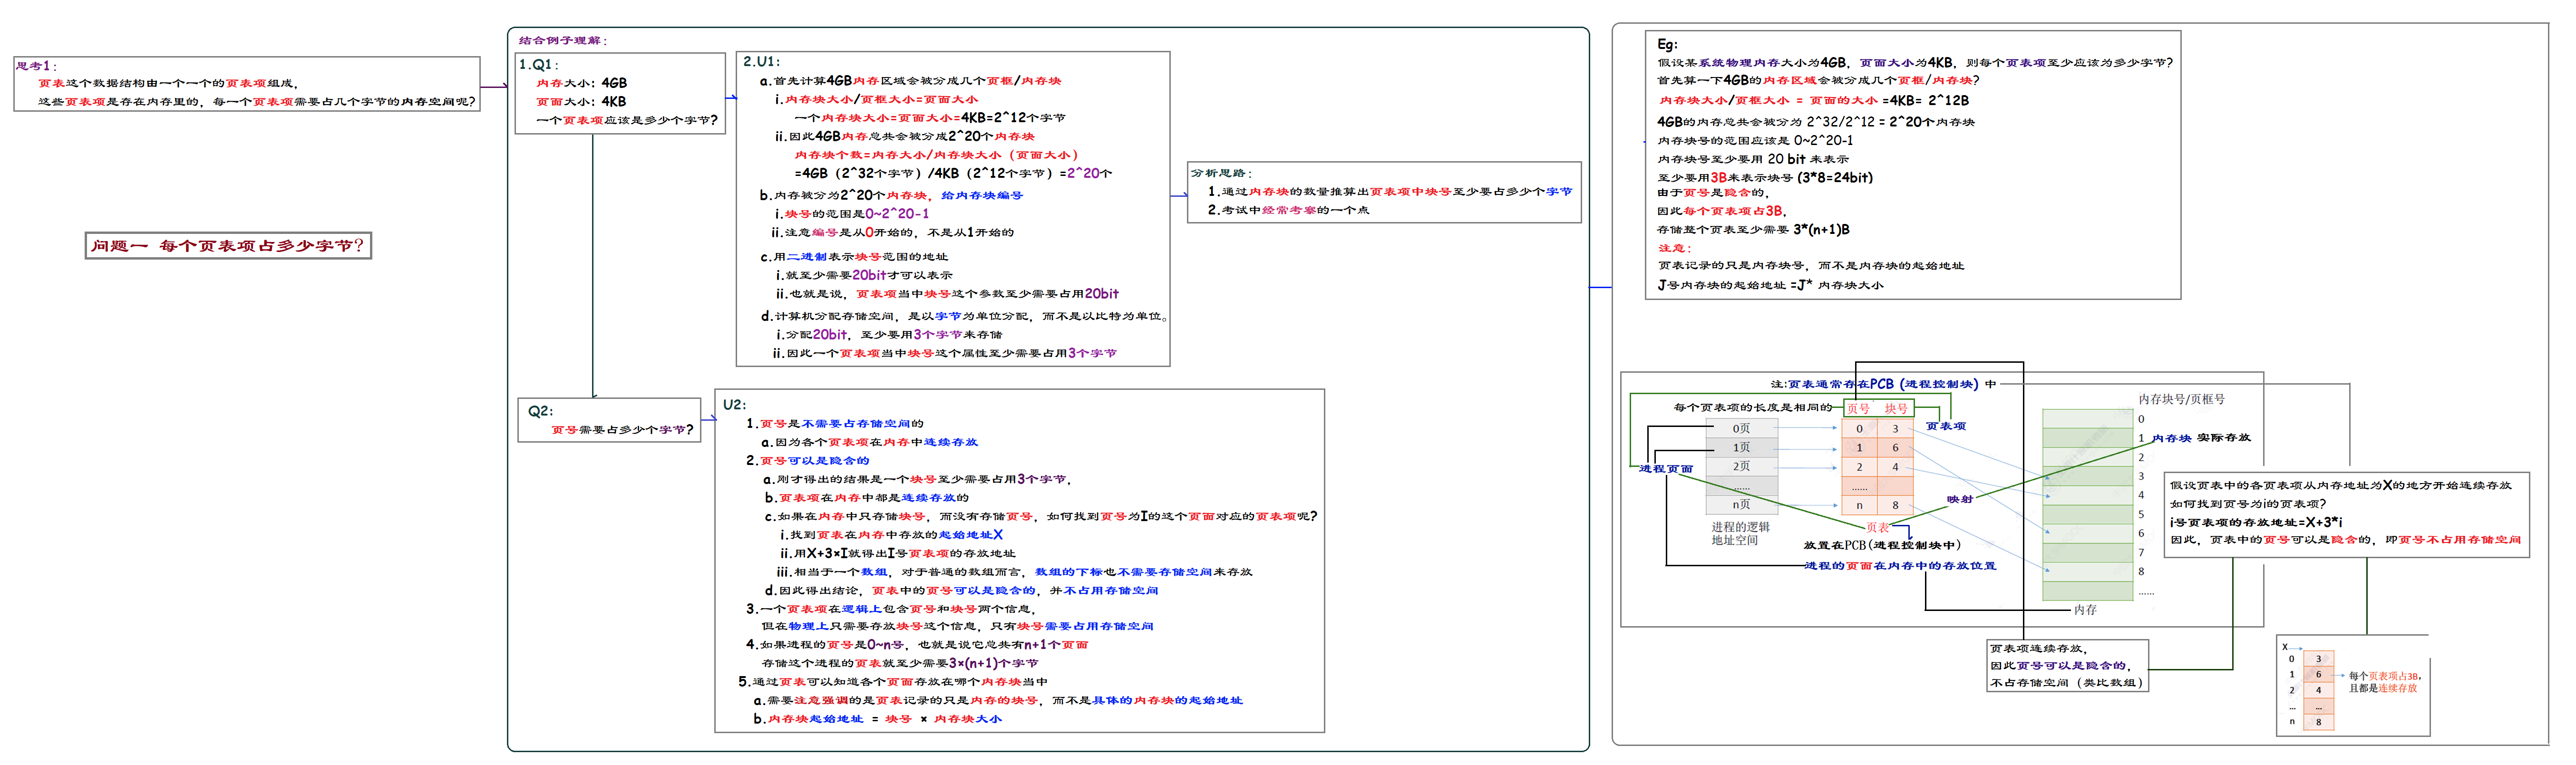 思考1:
页表这个数据结构由一个一个的页表项组成,
这些页表项是存在内存里的, 每一个页表项需要占几个字节的内存空间呢?
问题一 每个页表项占多少字节?
结合例子理解:
1.Q1:
内存大小: 4GB
页面大小: 4KB
一个页表项应该是多少个字节?
2.U1:
a.首先计算4GB内存区域会被分成几个页框/内存块
i.内存块大小/页框大小=页面大小
一个内存块大小=页面大小=4KB=2^12个字节
ii.因此4GB内存总共会被分成2^20个内存块
内存块个数=内存大小/内存块大小（页面大小）
=4GB（2^32个字节）/4KB（2^12个字节）=2^20个
b.内存被分为2^20个内存块, 给内存块编号
i.块号的范围是0~2^20-1
ii.注意编号是从0开始的, 不是从1开始的
c.用二进制表示块号范围的地址
i.就至少需要20bit才可以表示
ii.也就是说, 页表项当中块号这个参数至少需要占用20bit
d.计算机分配存储空间, 是以字节为单位分配, 而不是以比特为单位。
i.分配20bit, 至少要用3个字节来存储
ii.因此一个页表项当中块号这个属性至少需要占用3个字节
分析思路:
1.通过内存块的数量推算出页表项中块号至少要占多少个字节
2.考试中经常考察的一个点
Q2:
页号需要占多少个字节?
U2:
1.页号是不需要占存储空间的
a.因为各个页表项在内存中连续存放
2.页号可以是隐含的
a.刚才得出的结果是一个块号至少需要占用3个字节,
b.页表项在内存中都是连续存放的
c.如果在内存中只存储块号, 而没有存储页号, 如何找到页号为I的这个页面对应的页表项呢?
i.找到页表在内存中存放的起始地址X
ii.用X+3×I就得出I号页表项的存放地址
iii.相当于一个数组, 对于普通的数组而言, 数组的下标也不需要存储空间来存放
d.因此得出结论, 页表中的页号可以是隐含的, 并不占用存储空间
3.一个页表项在逻辑上包含页号和块号两个信息,
但在物理上只需要存放块号这个信息, 只有块号需要占用存储空间
4.如果进程的页号是0~n号, 也就是说它总共有n+1个页面
存储这个进程的页表就至少需要3×(n+1)个字节
5.通过页表可以知道各个页面存放在哪个内存块当中
a.需要注意强调的是页表记录的只是内存的块号, 而不是具体的内存块的起始地址
b.内存块起始地址 = 块号 × 内存块大小
Eg:
假设某系统物理内存大小为4GB, 页面大小为4KB, 则每个页表项至少应该为多少字节?
首先算一下4GB的内存区域会被分成几个页框/内存块?
内存块大小/页框大小 = 页面的大小 =4KB= 2^12B
4GB的内存总共会被分为 2^32/2^12 = 2^20个内存块
内存块号的范围应该是 0~2^20-1
内存块号至少要用 20 bit 来表示
至少要用3B来表示块号 (3*8=24bit)
由于页号是隐含的,
因此每个页表项占3B,
存储整个页表至少需要 3*(n+1)B
注意:
页表记录的只是内存块号, 而不是内存块的起始地址
J号内存块的起始地址 =J* 内存块大小
注:页表通常存在PCB (进程控制块) 中
每个页表项的长度是相同的
页号 块号
页表项
0页
1页
2页
……
n页
0 3
1 6
2 4
……
n 8
进程页面
进程的逻辑
地址空间
页表
放置在PCB(进程控制块中)
进程的页面在内存中的存放位置
映射
内存块号/页框号
0
1
2
3
4
5
6
7
8
……
内存块 实际存放
内存
假设页表中的各页表项从内存地址为X的地方开始连续存放
如何找到页号为i的页表项?
i号页表项的存放地址=X+3*i
因此, 页表中的页号可以是隐含的, 即页号不占用存储空间
页表项连续存放,
因此页号可以是隐含的,
不占存储空间（类比数组）
X
0 3
1 6
2 4
… …
n 8
每个页表项占3B,
且都是连续存放